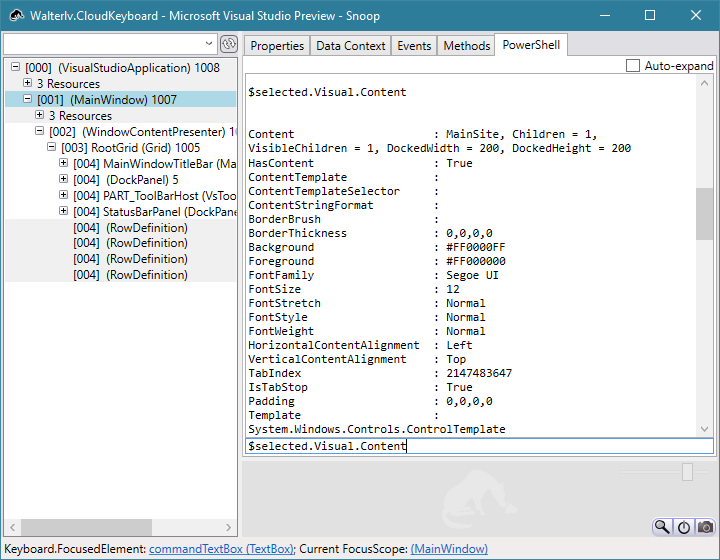 Walterlv.CloudKeyboard - Microsoft Visual Studio Preview - Snoop
Properties Data Context Events Methods PowerShell
Auto-expand
[000] (VisualStudioApplication) 1008
3 Resources
[001] (MainWindow) 1007
3 Resources
[002] (WindowContentPresenter) 1
[003] RootGrid (Grid) 1005
[004] MainWindowTitleBar (Ma
[004] (DockPanel) 5
[004] PART_ToolBarHost (VsToo
[004] StatusBarPanel (DockPane
[004] (RowDefinition)
[004] (RowDefinition)
[004] (RowDefinition)
[004] (RowDefinition)
$selected.Visual.Content
Content : MainSite, Children = 1,
VisibleChildren = 1, DockedWidth = 200, DockedHeight = 200
HasContent : True
ContentTemplate :
ContentTemplateSelector :
ContentStringFormat :
BorderBrush :
BorderThickness : 0,0,0,0
Background : #FF0000FF
Foreground : #FF000000
FontFamily : Segoe UI
FontSize : 12
FontStretch : Normal
FontStyle : Normal
FontWeight : Normal
HorizontalContentAlignment : Left
VerticalContentAlignment : Top
TabIndex : 2147483647
IsTabStop : True
Padding : 0,0,0,0
Template :
System.Windows.Controls.ControlTemplate
$selected.Visual.Content
Keyboard.FocusedElement: commandTextBox (TextBox); Current FocusScope: (MainWindow)